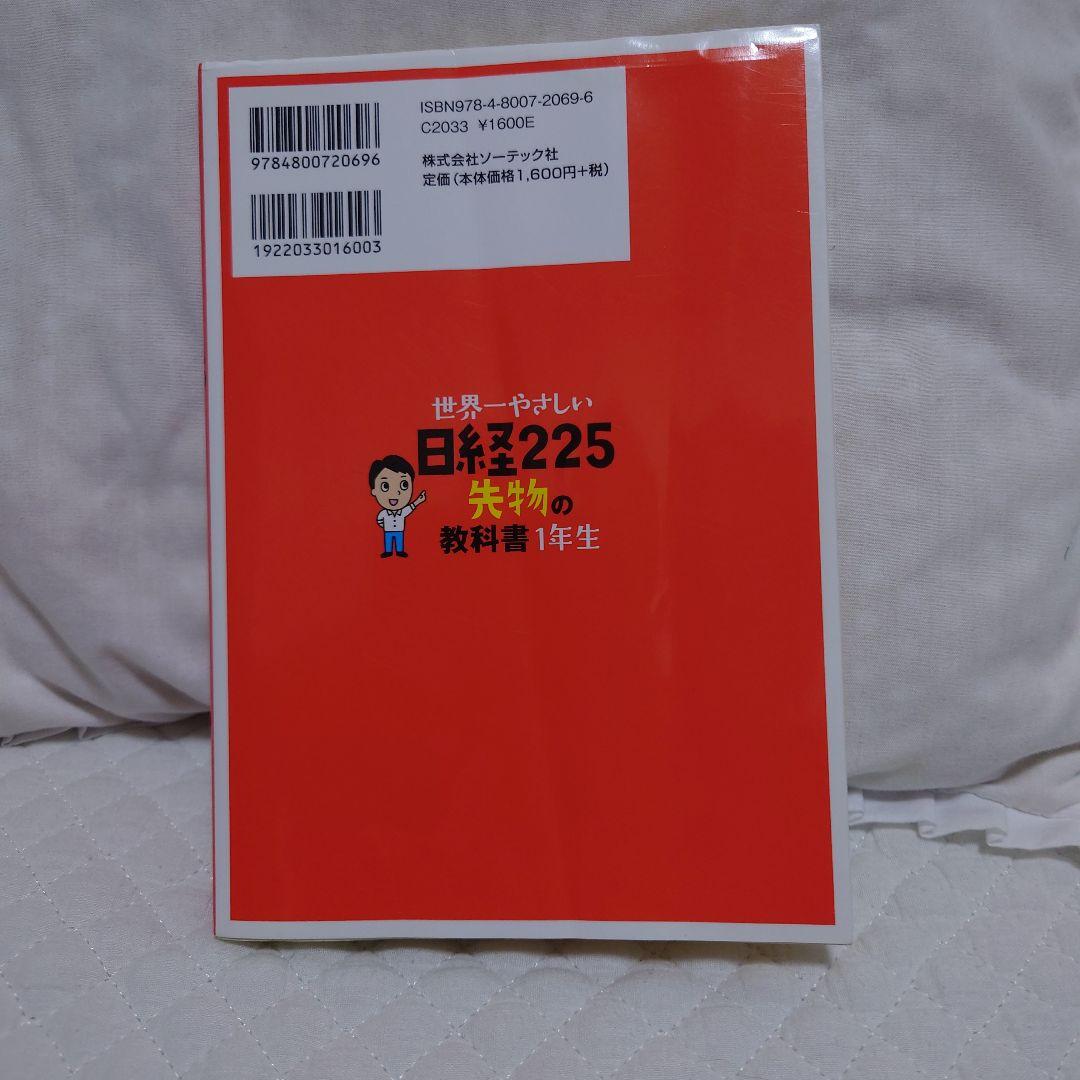 ISBN978-4-8007-2069-6
C2033 ¥1600E
株式会社ソーテック社
定価(本体価格1,600円+税)
9784800720696
1922033016003
世界一やさしい
日経225
先物の
教科書1年生